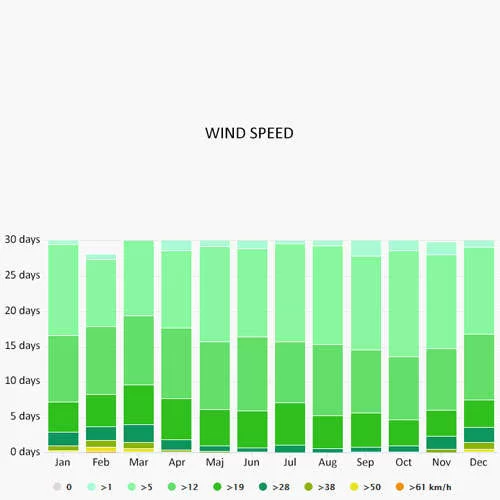 WIND SPEED
30 days
25 days
20 days
15 days
10 days
5 days
0 days
Jan Feb Mar Apr Maj Jun Jul Aug Sep Oct Nov Dec
0 >1 >5 >12 >19 >28 >38 >50 >61 km/h